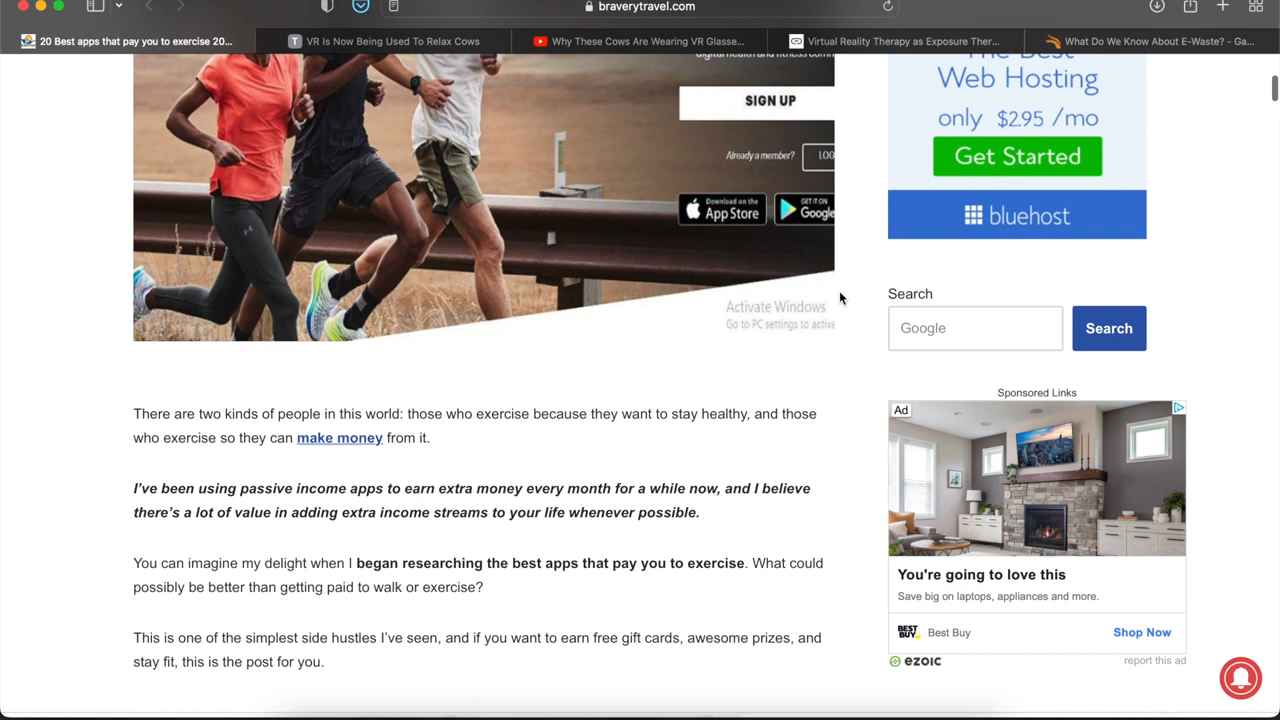 braverytravel.com
20 Best apps that pay you to exercise 20...
VR Is Now Being Used To Relax Cows
Why These Cows Are Wearing VR Glasse...
Virtual Reality Therapy as Exposure Ther...
What Do We Know About E-Waste? - Ga...
digital health and fitness comm
SIGN UP
Already a member?
LOG
Download on the
App Store
GET IT ON
Google
Activate Windows
Go to PC settings to activa
The Best
Web Hosting
only $2.95 /mo
Get Started
bluehost
Search
Google
Search
There are two kinds of people in this world: those who exercise because they want to stay healthy, and those
who exercise so they can make money from it.
I've been using passive income apps to earn extra money every month for a while now, and I believe
there's a lot of value in adding extra income streams to your life whenever possible.
You can imagine my delight when I began researching the best apps that pay you to exercise. What could
possibly be better than getting paid to walk or exercise?
This is one of the simplest side hustles I've seen, and if you want to earn free gift cards, awesome prizes, and
stay fit, this is the post for you.
Sponsored Links
Ad
You're going to love this
Save big on laptops, appliances and more.
BEST
BUY
Best Buy
Shop Now
ezoic
report this ad